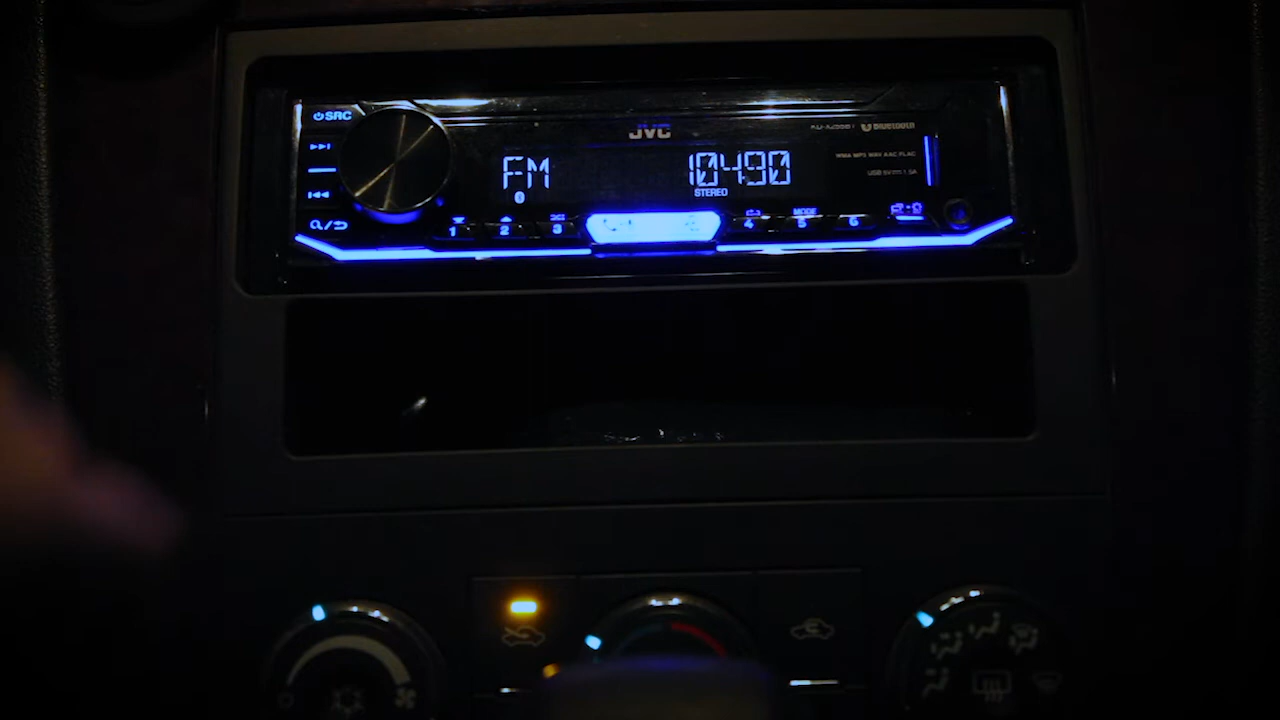 SRC
JVC
KD-X255BT Bluetooth
FM
104.90
STEREO
WMA MP3 WAV AAC FLAC
USB 5V 1.5A
MODE
1 2 3 4 5 6